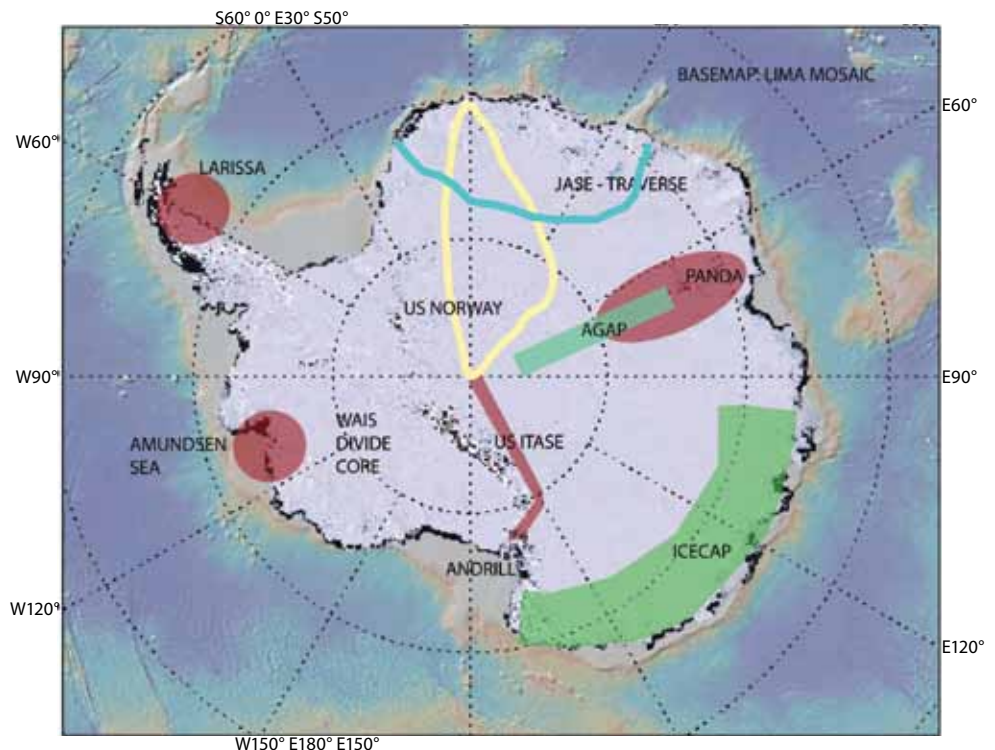 S60° 0° E30° S50°
BASEMAP: LIMA MOSAIC
E60°
W60°
LARISSA
JASE - TRAVERSE
PANDA
US NORWAY
AGAP
W90°
E90°
AMUNDSEN
SEA
WAIS
DIVIDE
CORE
US ITASE
ICECAP
ANDRILL
W120°
E120°
W150° E180° E150°